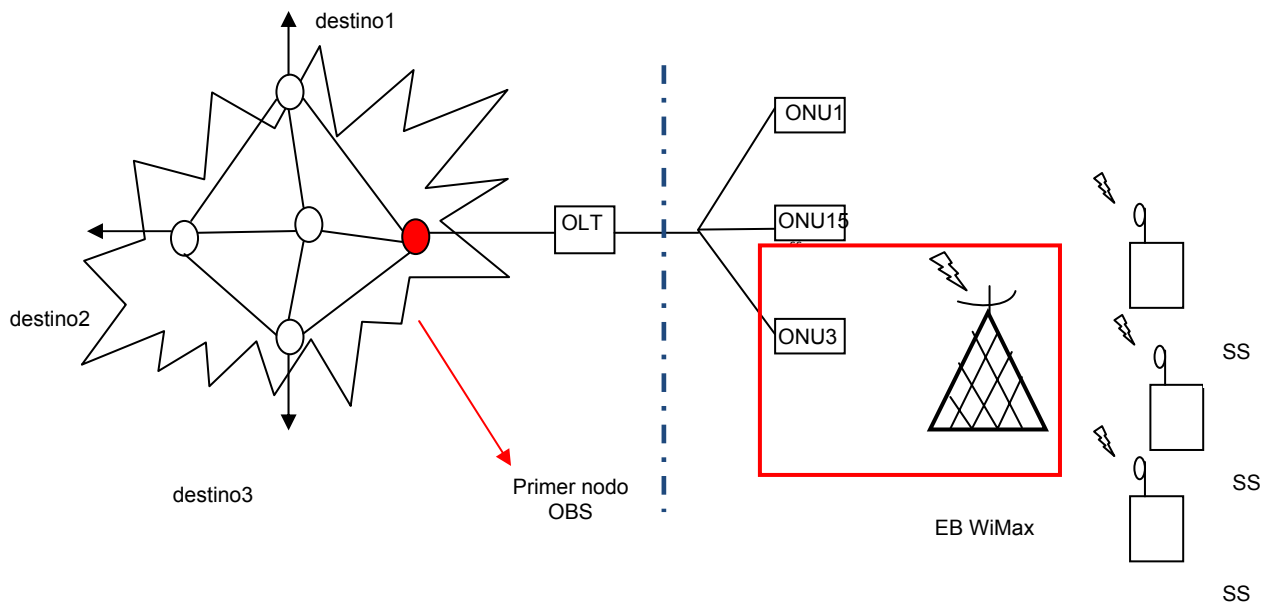 destino1
ONU1
OLT
ONU15
destino2
ONU3
SS
destino3
Primer nodo
OBS
SS
EB WiMax
SS